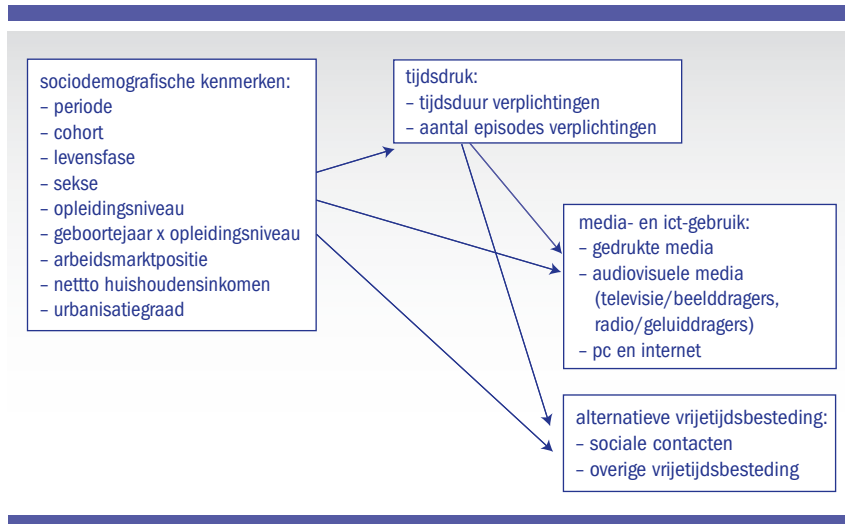 sociodemografische kenmerken:
– periode
– cohort
– levensfase
– sekse
– opleidingsniveau
– geboortejaar x opleidingsniveau
– arbeidsmarktpositie
– nettto huishoudensinkomen
– urbanisatiegraad
tijdsdruk:
– tijdsduur verplichtingen
– aantal episodes verplichtingen
media- en ict-gebruik:
– gedrukte media
– audiovisuele media
(televisie/beelddragers,
radio/geluiddragers)
– pc en internet
alternatieve vrijetijdsbesteding:
– sociale contacten
– overige vrijetijdsbesteding